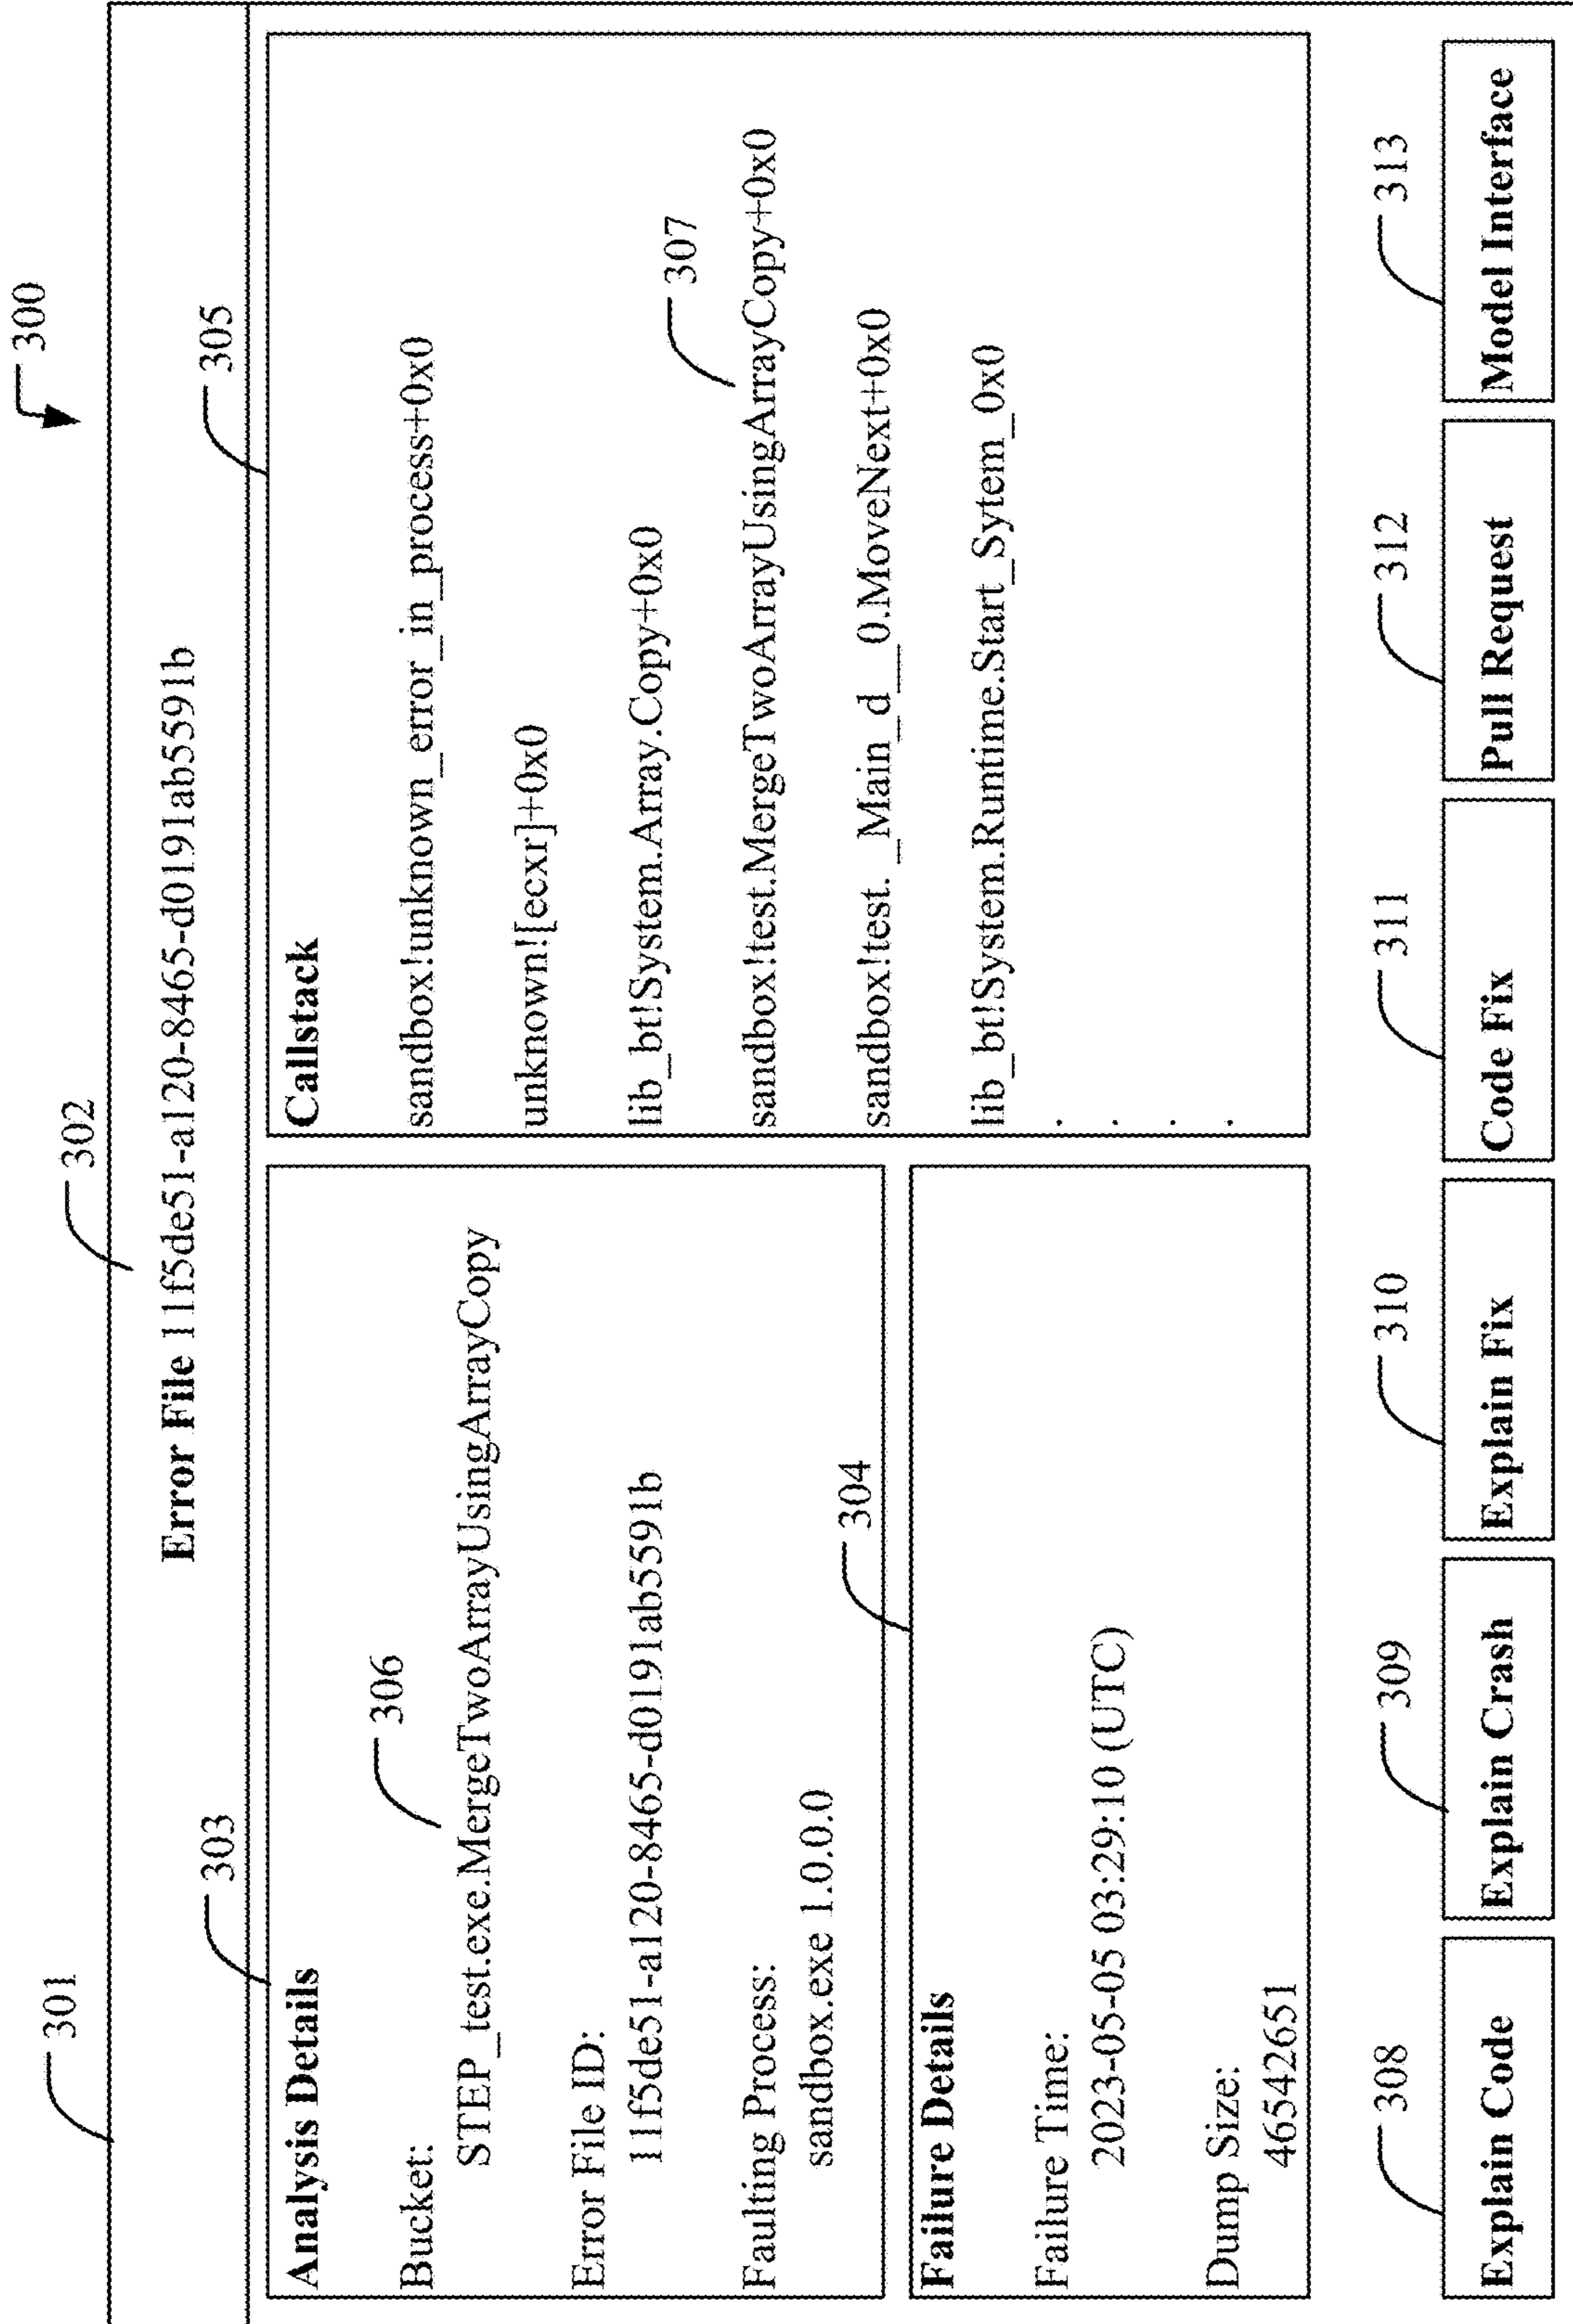 300
301
302
Error File 11f5de51-a120-8465-d0191ab5591b
303
305
Analysis Details
Bucket:
306
STEP_test.exe.MergeTwoArrayUsingArrayCopy
Error File ID:
11f5de51-a120-8465-d0191ab5591b
Faulting Process:
sandbox.exe 1.0.0.0
304
Failure Details
Failure Time:
2023-05-05 03:29:10 (UTC)
Dump Size:
46542651
Callstack
sandbox!unknown_error_in_process+0x0
unknown![ecxr]+0x0
lib_bt!System.Array.Copy+0x0
307
sandbox!test.MergeTwoArrayUsingArrayCopy+0x0
sandbox!test._Main_d__0.MoveNext+0x0
lib_bt!System.Runtime.Start_Sytem_0x0
.
.
.
.
308
309
310
311
312
313
Explain Code
Explain Crash
Explain Fix
Code Fix
Pull Request
Model Interface